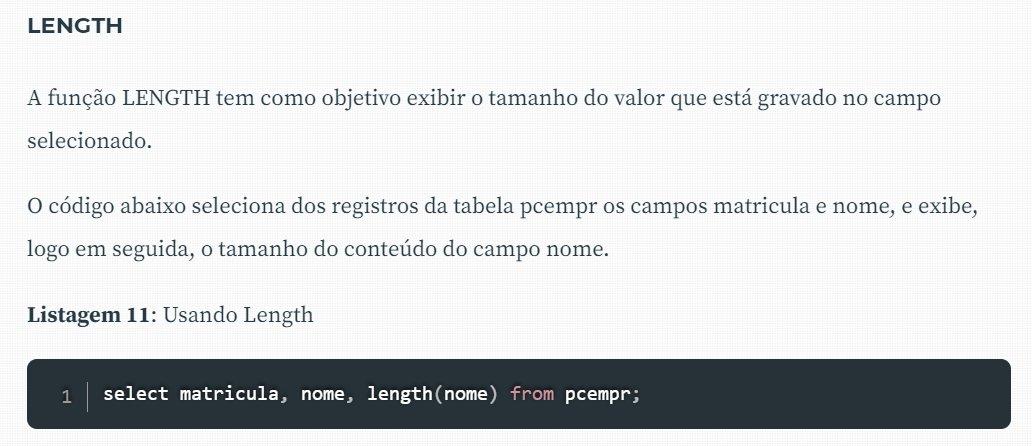 LENGTH
A função LENGTH tem como objetivo exibir o tamanho do valor que está gravado no campo
selecionado.
O código abaixo seleciona dos registros da tabela pcempr os campos matricula e nome, e exibe,
logo em seguida, o tamanho do conteúdo do campo nome.
Listagem 11: Usando Length
1 select matricula, nome, length(nome) from pcempr;